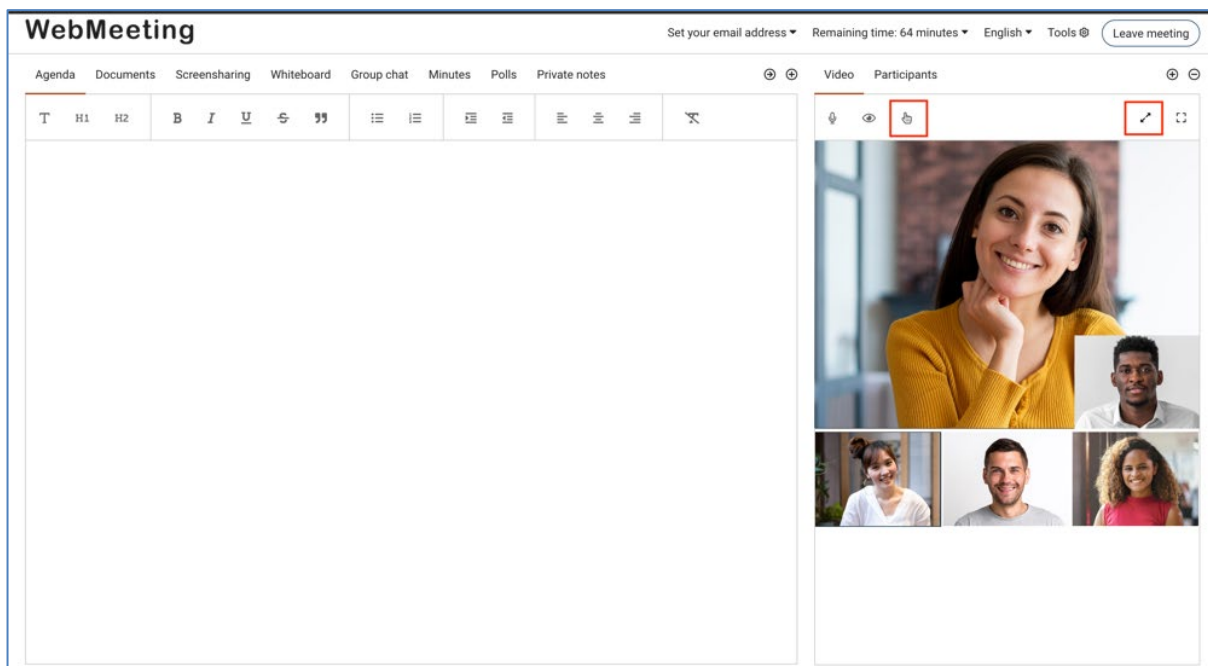 WebMeeting
Set your email address Remaining time: 64 minutes English Tools Leave meeting
Agenda Documents Screensharing Whiteboard Group chat Minutes Polls Private notes
Video Participants
T H1 H2 B I U S